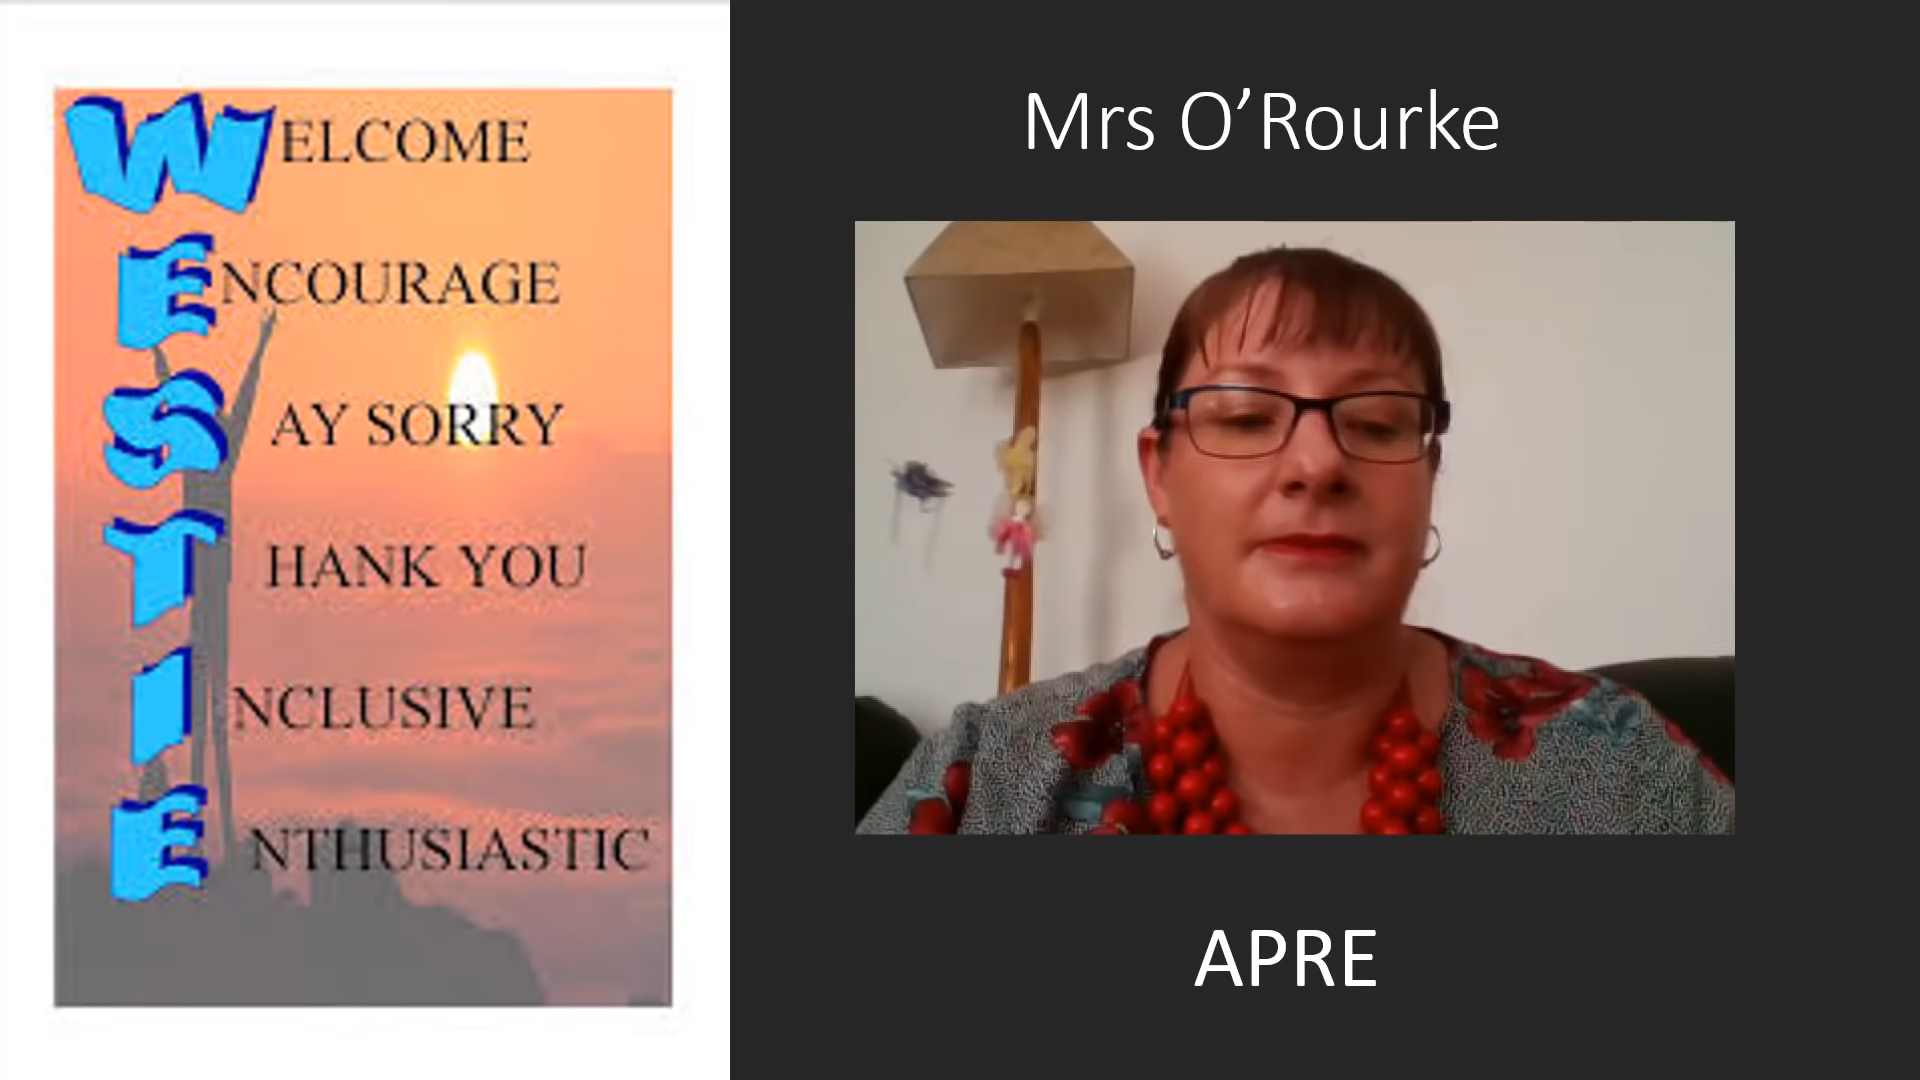 WELCOME
ENCOURAGE
SAY SORRY
THANK YOU
INCLUSIVE
ENTHUSIASTIC
Mrs O’Rourke
APRE